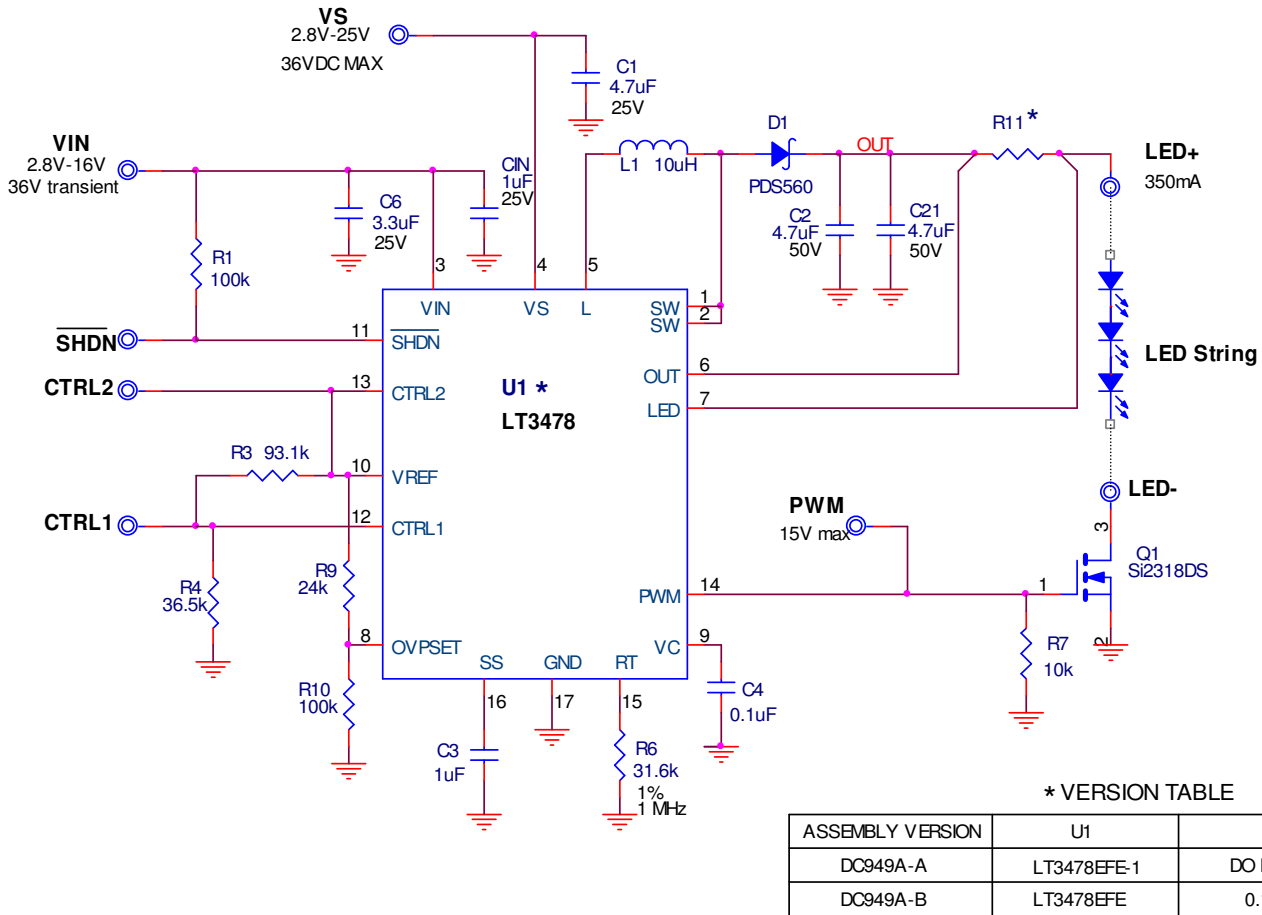 VS
2.8V-25V
36VDC MAX
C1
4.7uF
25V
VIN
2.8V-16V
36V transient
C6
3.3uF
25V
CIN
1uF
25V
R1
100k
L1 10uH
D1
PDS560
OUT
R11*
LED+
350mA
C2
4.7uF
50V
C21
4.7uF
50V
3
4
5
VIN
VS
L
SW
1
SW
2
SHDN
11
SHDN
CTRL2
13
CTRL2
U1 *
LT3478
OUT
6
LED
7
LED String
R3 93.1k
10
VREF
CTRL1
12
CTRL1
PWM
15V max
LED-
3
Q1
Si2318DS
1
2
R4
36.5k
R9
24k
PWM
14
8
OVPSET
VC
9
R7
10k
R10
100k
SS
GND
RT
16
17
15
C4
0.1uF
C3
1uF
R6
31.6k
1%
1 MHz
* VERSION TABLE
ASSEMBLY VERSION U1
DC949A-A LT3478EFE-1 DO
DC949A-B LT3478EFE 0.